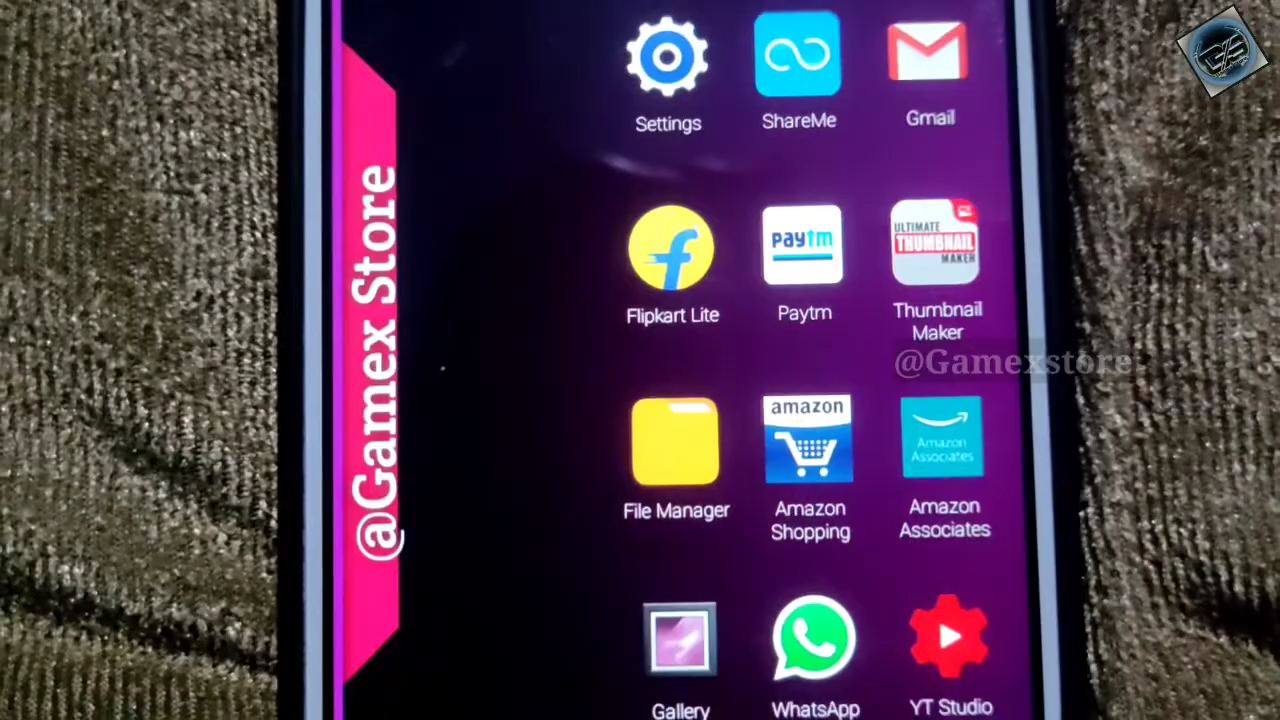 @Gamex Store
Settings
ShareMe
Gmail
Flipkart Lite
paytm
Paytm
ULTIMATE
THUMBNAIL
MAKER
Thumbnail
Maker
@Gamexstore
File Manager
amazon
Amazon
Shopping
Amazon
Associates
Amazon
Associates
Gallery
WhatsApp
YT Studio